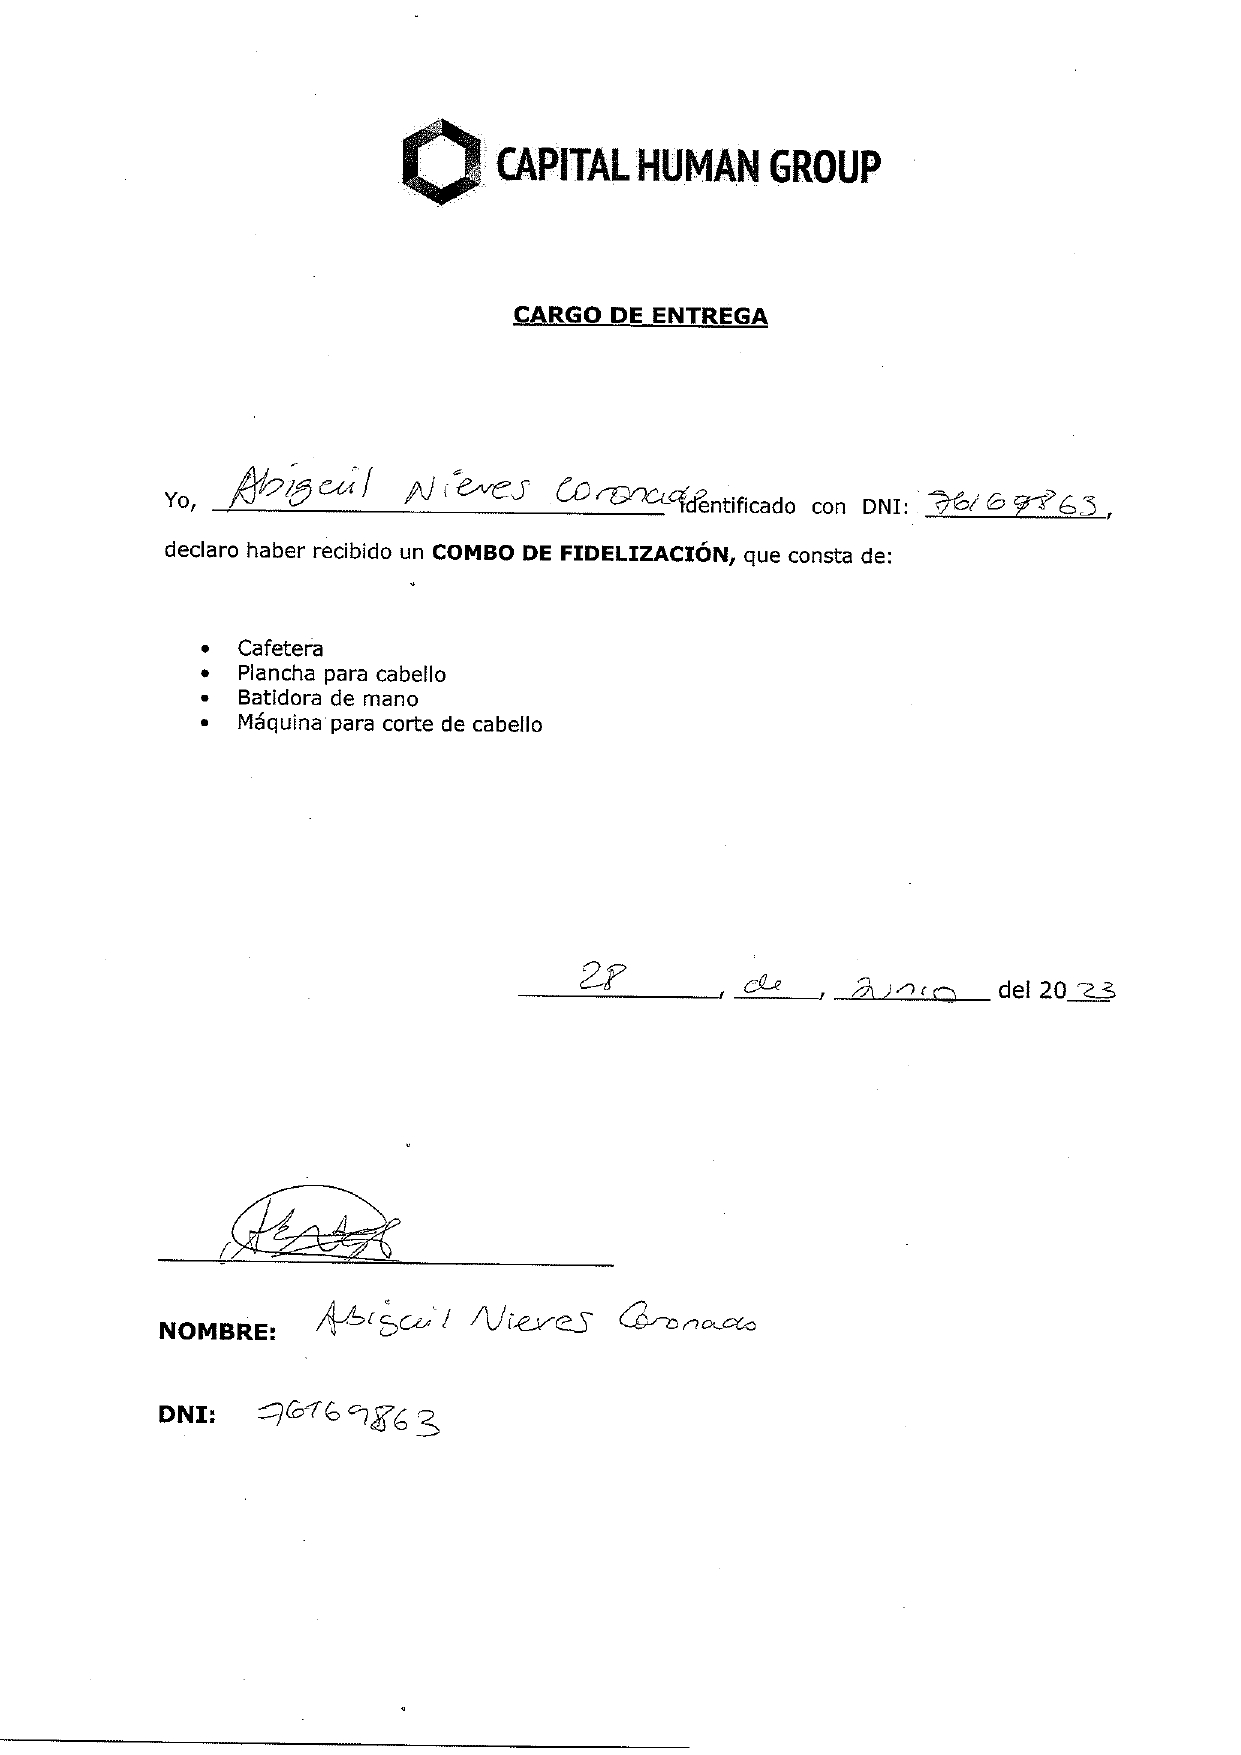 CAPITAL HUMAN GROUP
CARGO DE ENTREGA
Yo, Abigail Nieves Coronado identificado con DNI: 76169863,
declaro haber recibido un COMBO DE FIDELIZACIÓN, que consta de:
• Cafetera
• Plancha para cabello
• Batidora de mano
• Máquina para corte de cabello
28, de, Junio del 2023
NOMBRE: Abigail Nieves Coronado
DNI: 76169863